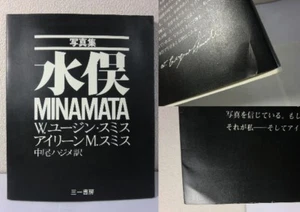 写真集
水俣
MINAMATA
W.ユージン・スミス
アイリーンM.スミス
中尾ハジメ訳
三一書房
写真を信じている。もし
それが私――そしてアイ